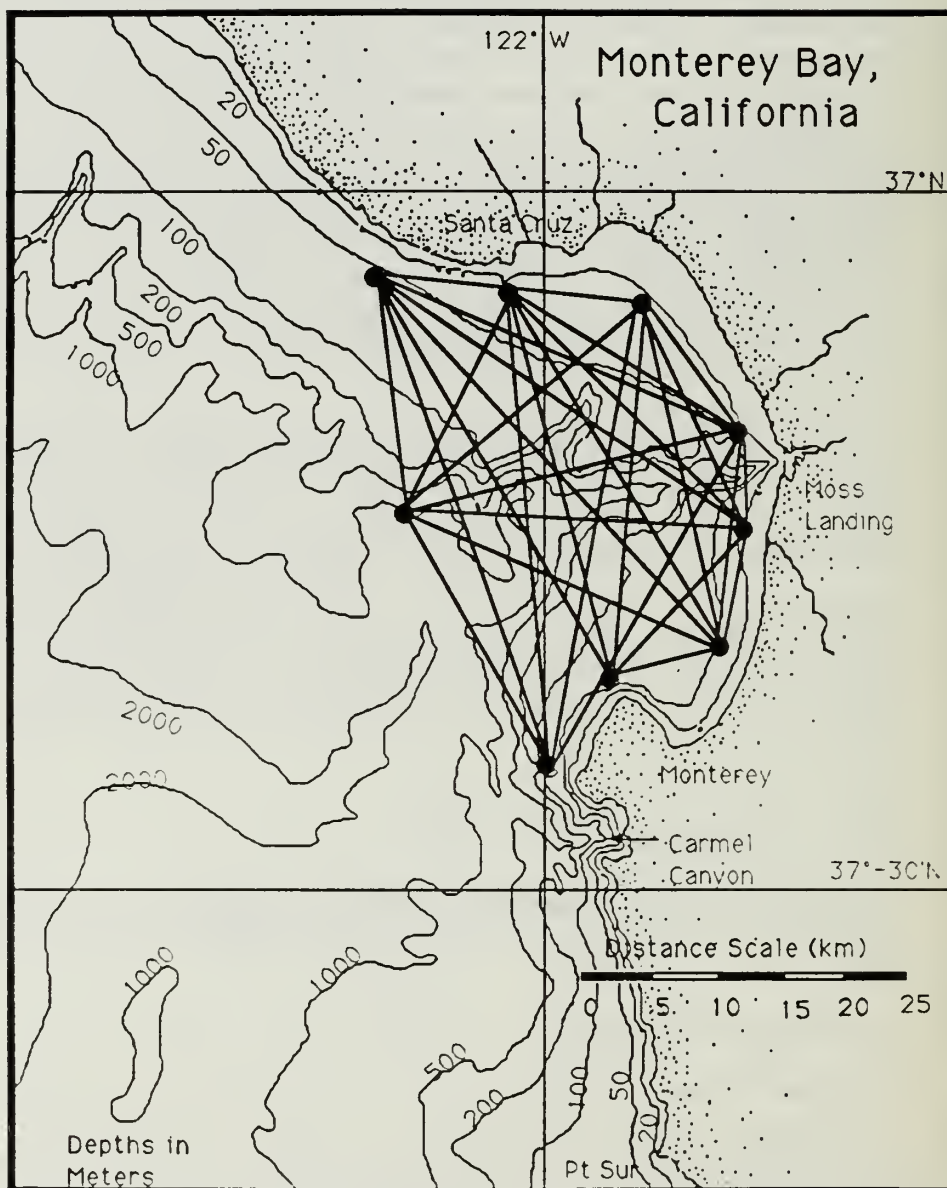 122° W
Monterey Bay,
California
20
50
37°N
Santa Cruz
100
200
500
1000
Moss
Landing
2000
2000
Monterey
Carmel
Canyon
37°-30'N
Distance Scale (km)
0 5 10 15 20 25
1000
1000
500
200
100
50
20
Depths in
Meters
Pt Sur